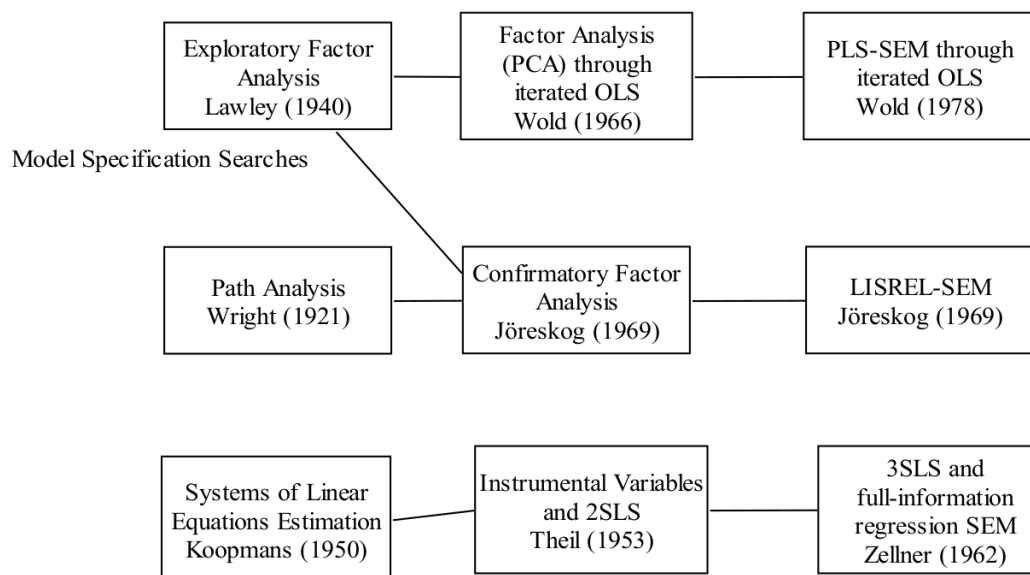 Exploratory Factor
Analysis
Lawley (1940)
Factor Analysis
(PCA) through
iterated OLS
Wold (1966)
PLS-SEM through
iterated OLS
Wold (1978)
Model Specification Searches
Path Analysis
Wright (1921)
Confirmatory Factor
Analysis
Jöreskog (1969)
LISREL-SEM
Jöreskog (1969)
Systems of Linear
Equations Estimation
Koopmans (1950)
Instrumental Variables
and 2SLS
Theil (1953)
3SLS and
full-information
regression SEM
Zellner (1962)